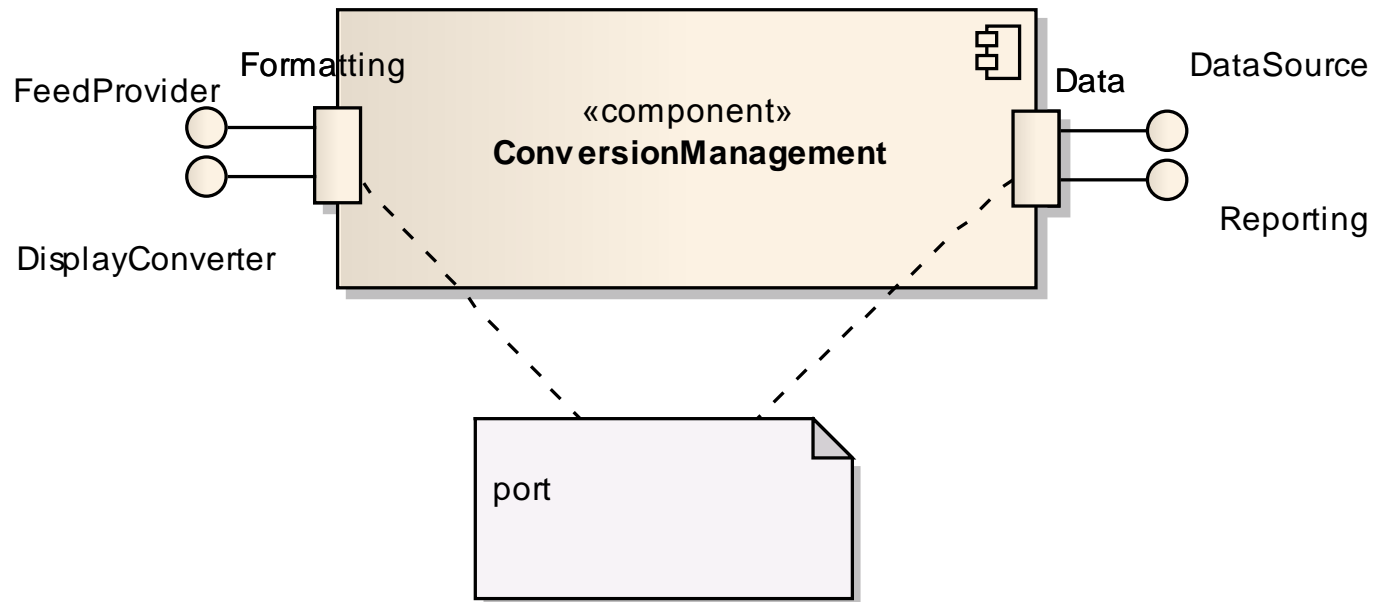 Formatting
FeedProvider
Data
DataSource
«component»
ConversionManagement
Reporting
DisplayConverter
port